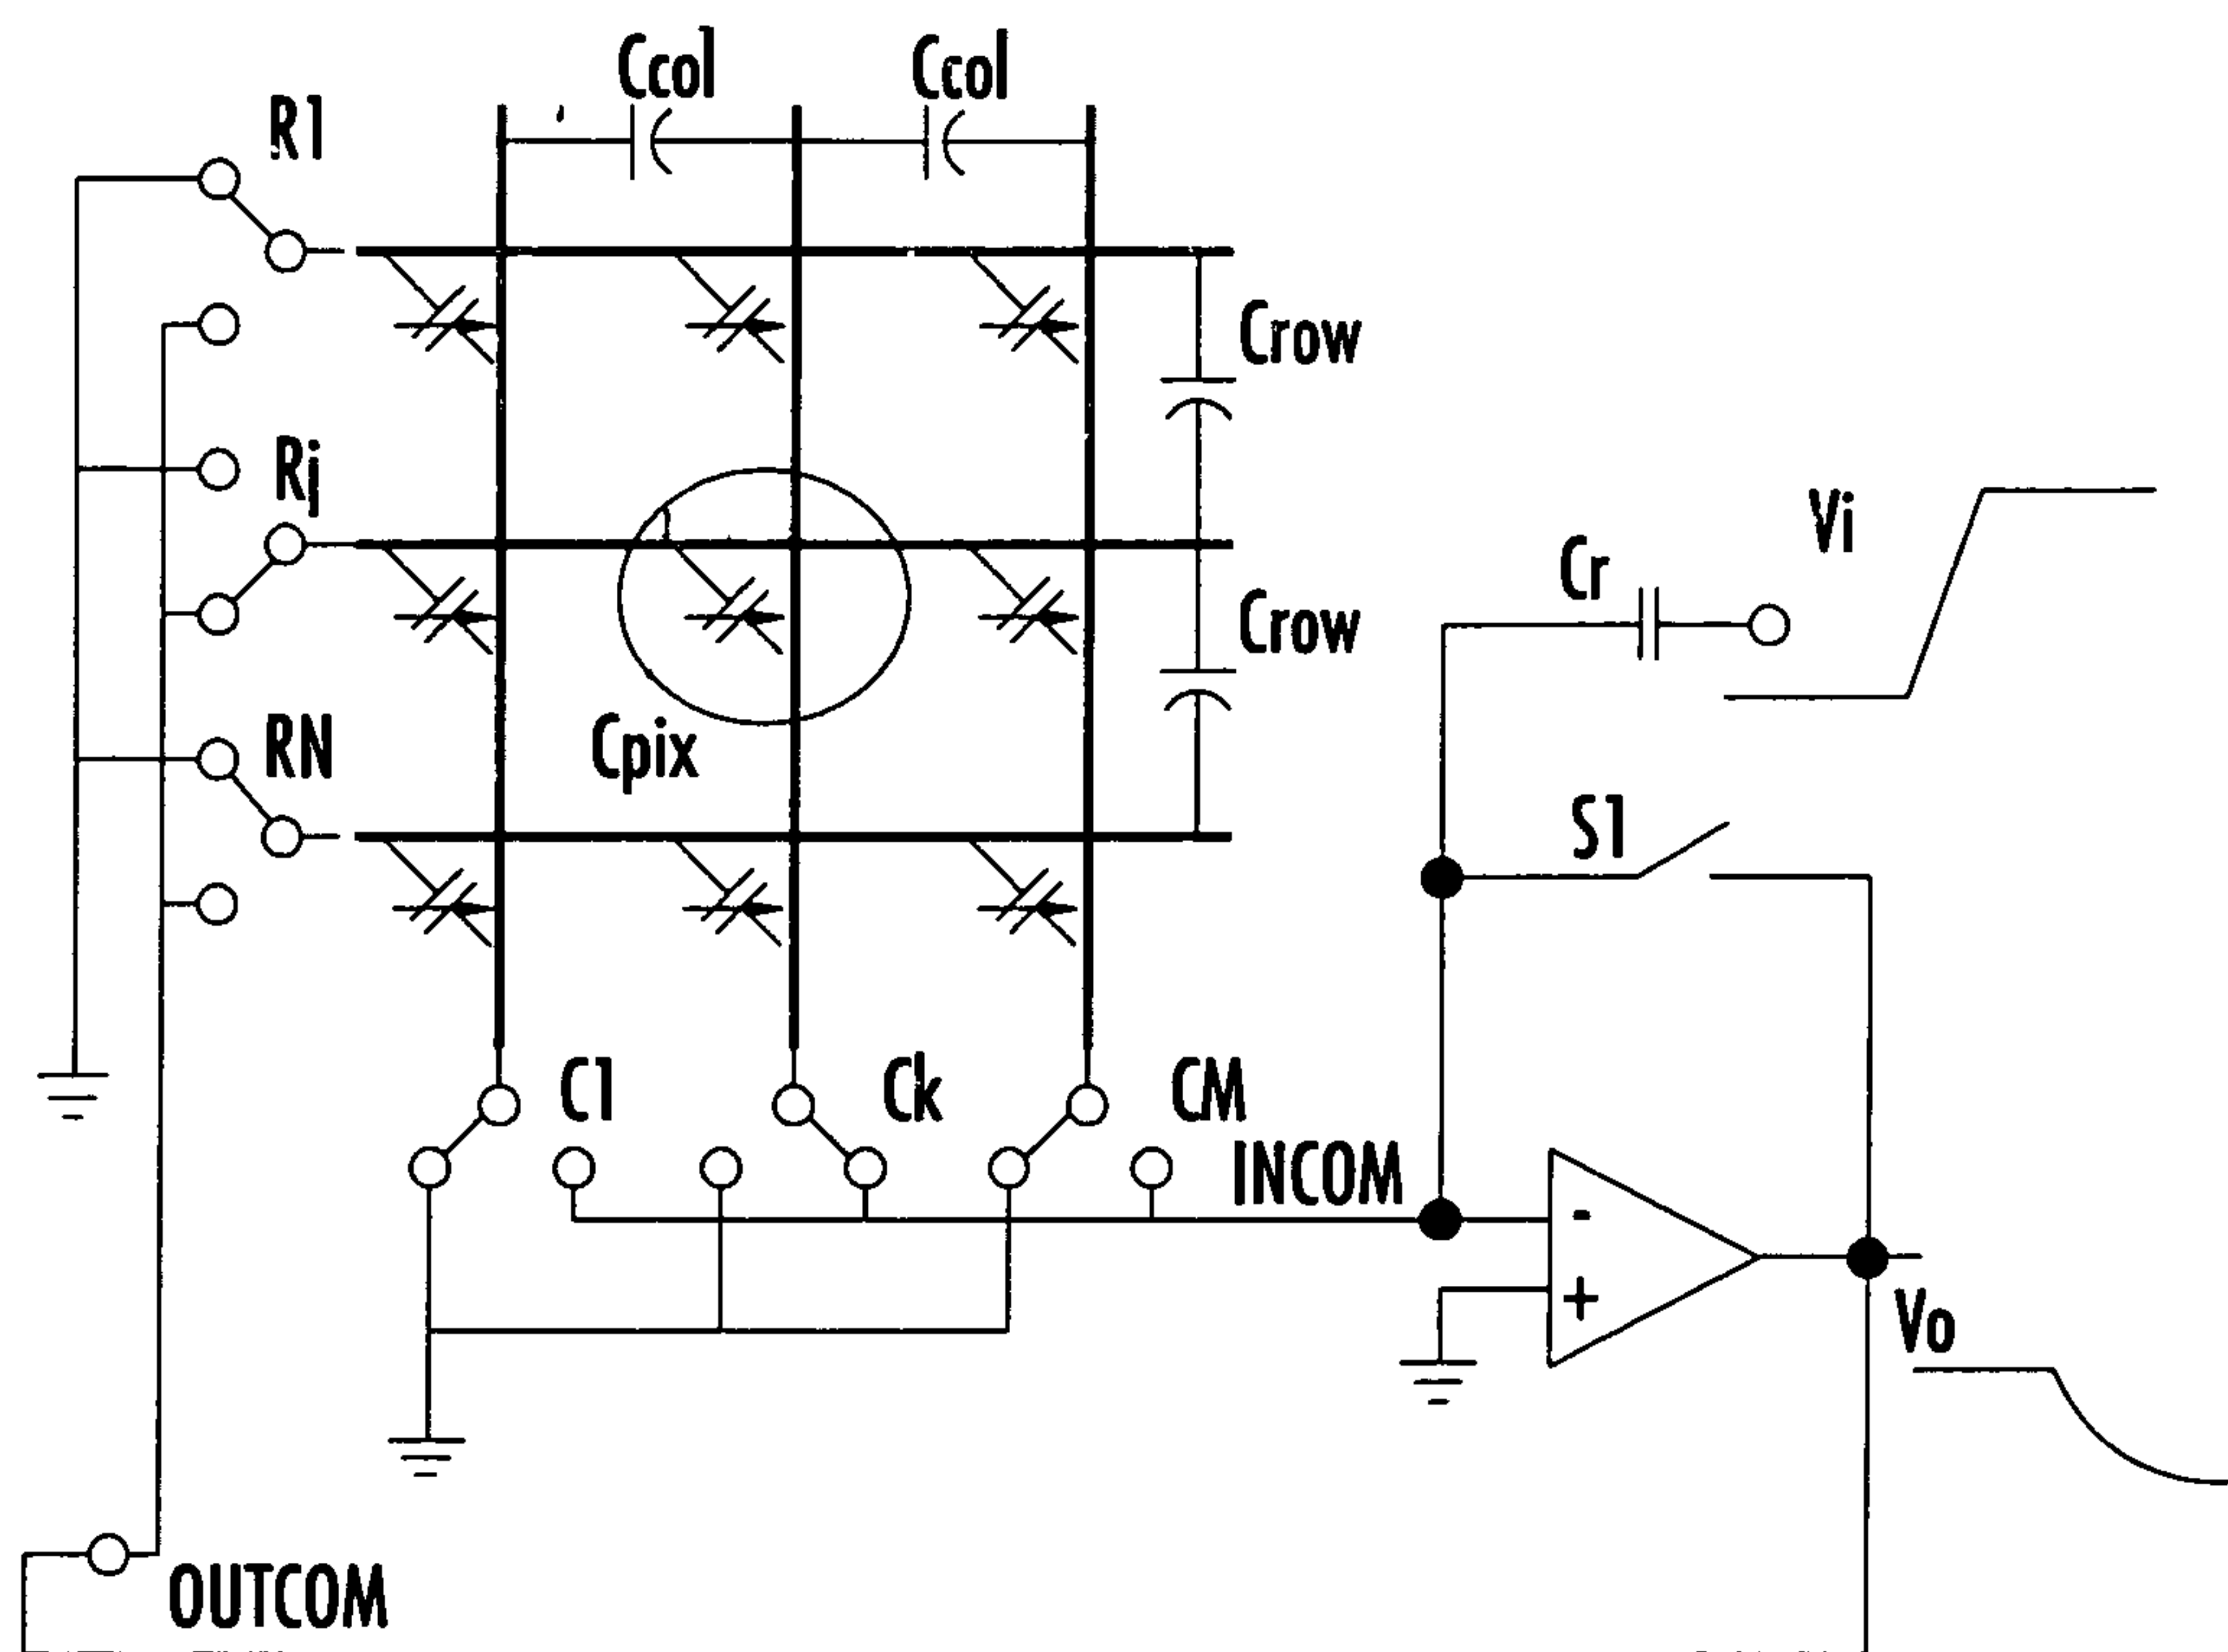 Ccol
Ccol
R1
Crow
Rj
Vi
Cr
Crow
RN
Cpix
S1
C1
Ck
CM
INCOM
-
+
Vo
OUTCOM